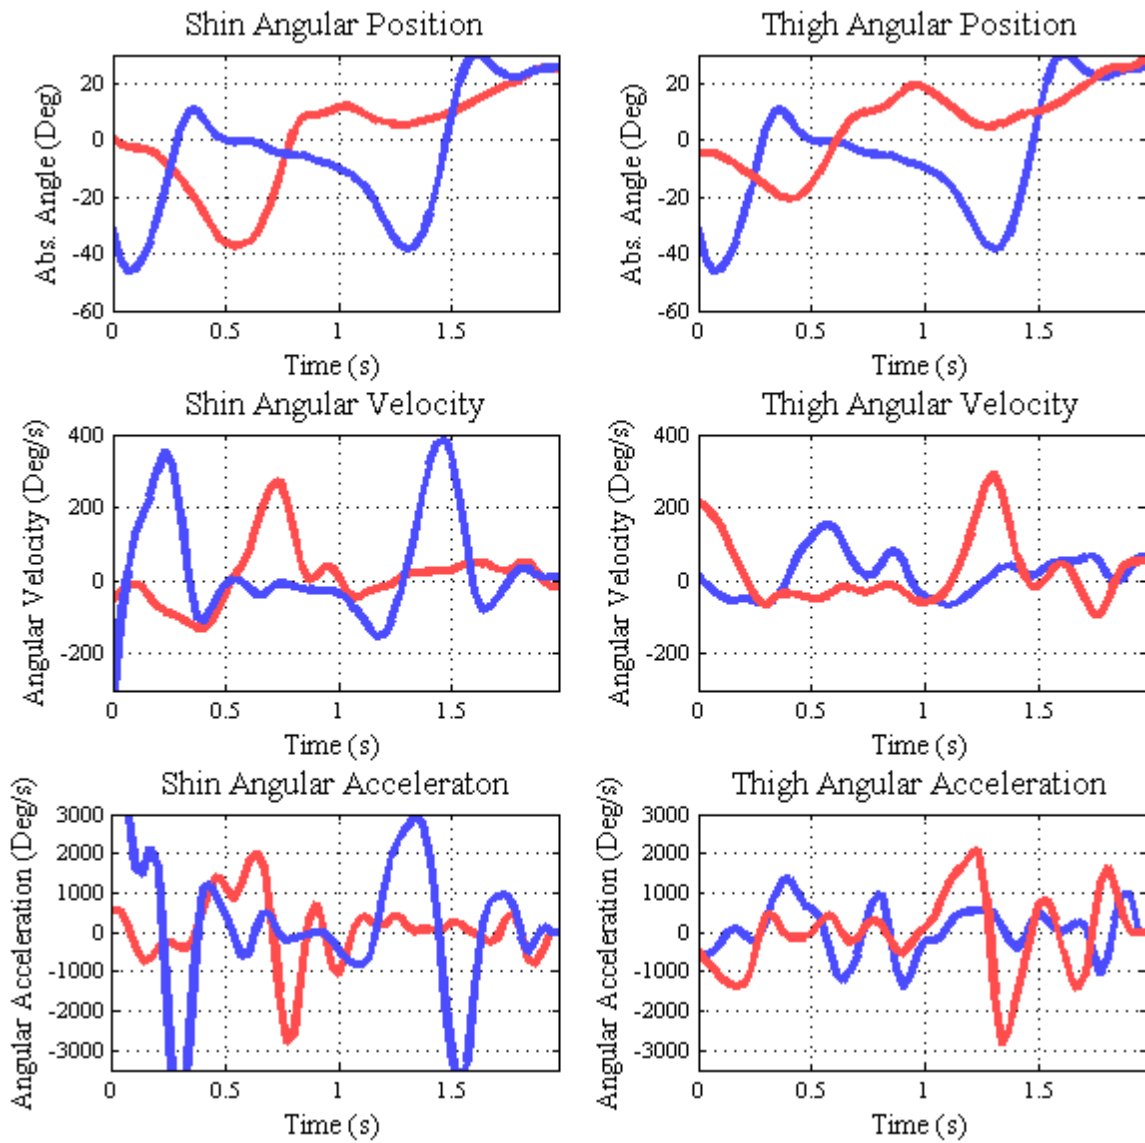 Shin Angular Position
Abs. Angle (Deg)
20
0
-20
-40
-60
0 0.5 1 1.5
Time (s)
Thigh Angular Position
Abs. Angle (Deg)
20
0
-20
-40
-60
0 0.5 1 1.5
Time (s)
Shin Angular Velocity
Angular Velocity (Deg/s)
400
200
0
-200
0 0.5 1 1.5
Time (s)
Thigh Angular Velocity
Angular Velocity (Deg/s)
400
200
0
-200
0 0.5 1 1.5
Time (s)
Shin Angular Acceleraton
Angular Acceleration (Deg/s)
3000
2000
1000
0
-1000
-2000
-3000
0 0.5 1 1.5
Time (s)
Thigh Angular Acceleration
Angular Acceleration (Deg/s)
3000
2000
1000
0
-1000
-2000
-3000
0 0.5 1 1.5
Time (s)